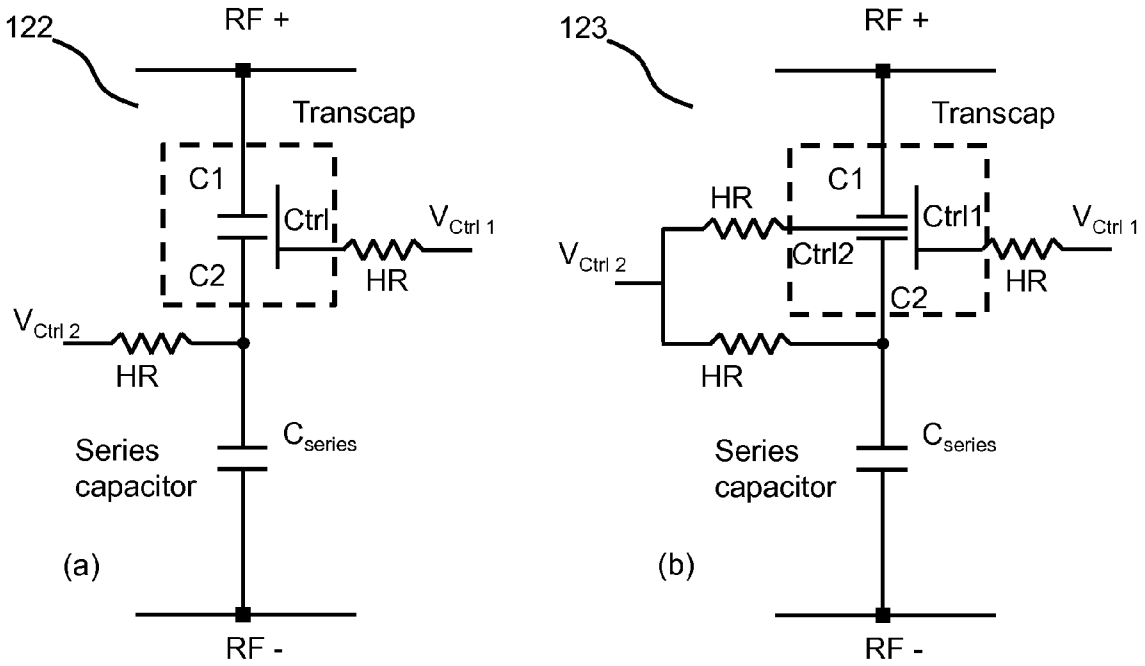 122
RF +
Transcap
C1
Ctrl
V Ctrl 1
HR
C2
V Ctrl 2
HR
Series
capacitor
C series
(a)
RF -
123
RF +
Transcap
C1
HR
Ctrl1
V Ctrl 1
Ctrl2
HR
V Ctrl 2
C2
HR
Series
capacitor
C series
(b)
RF -